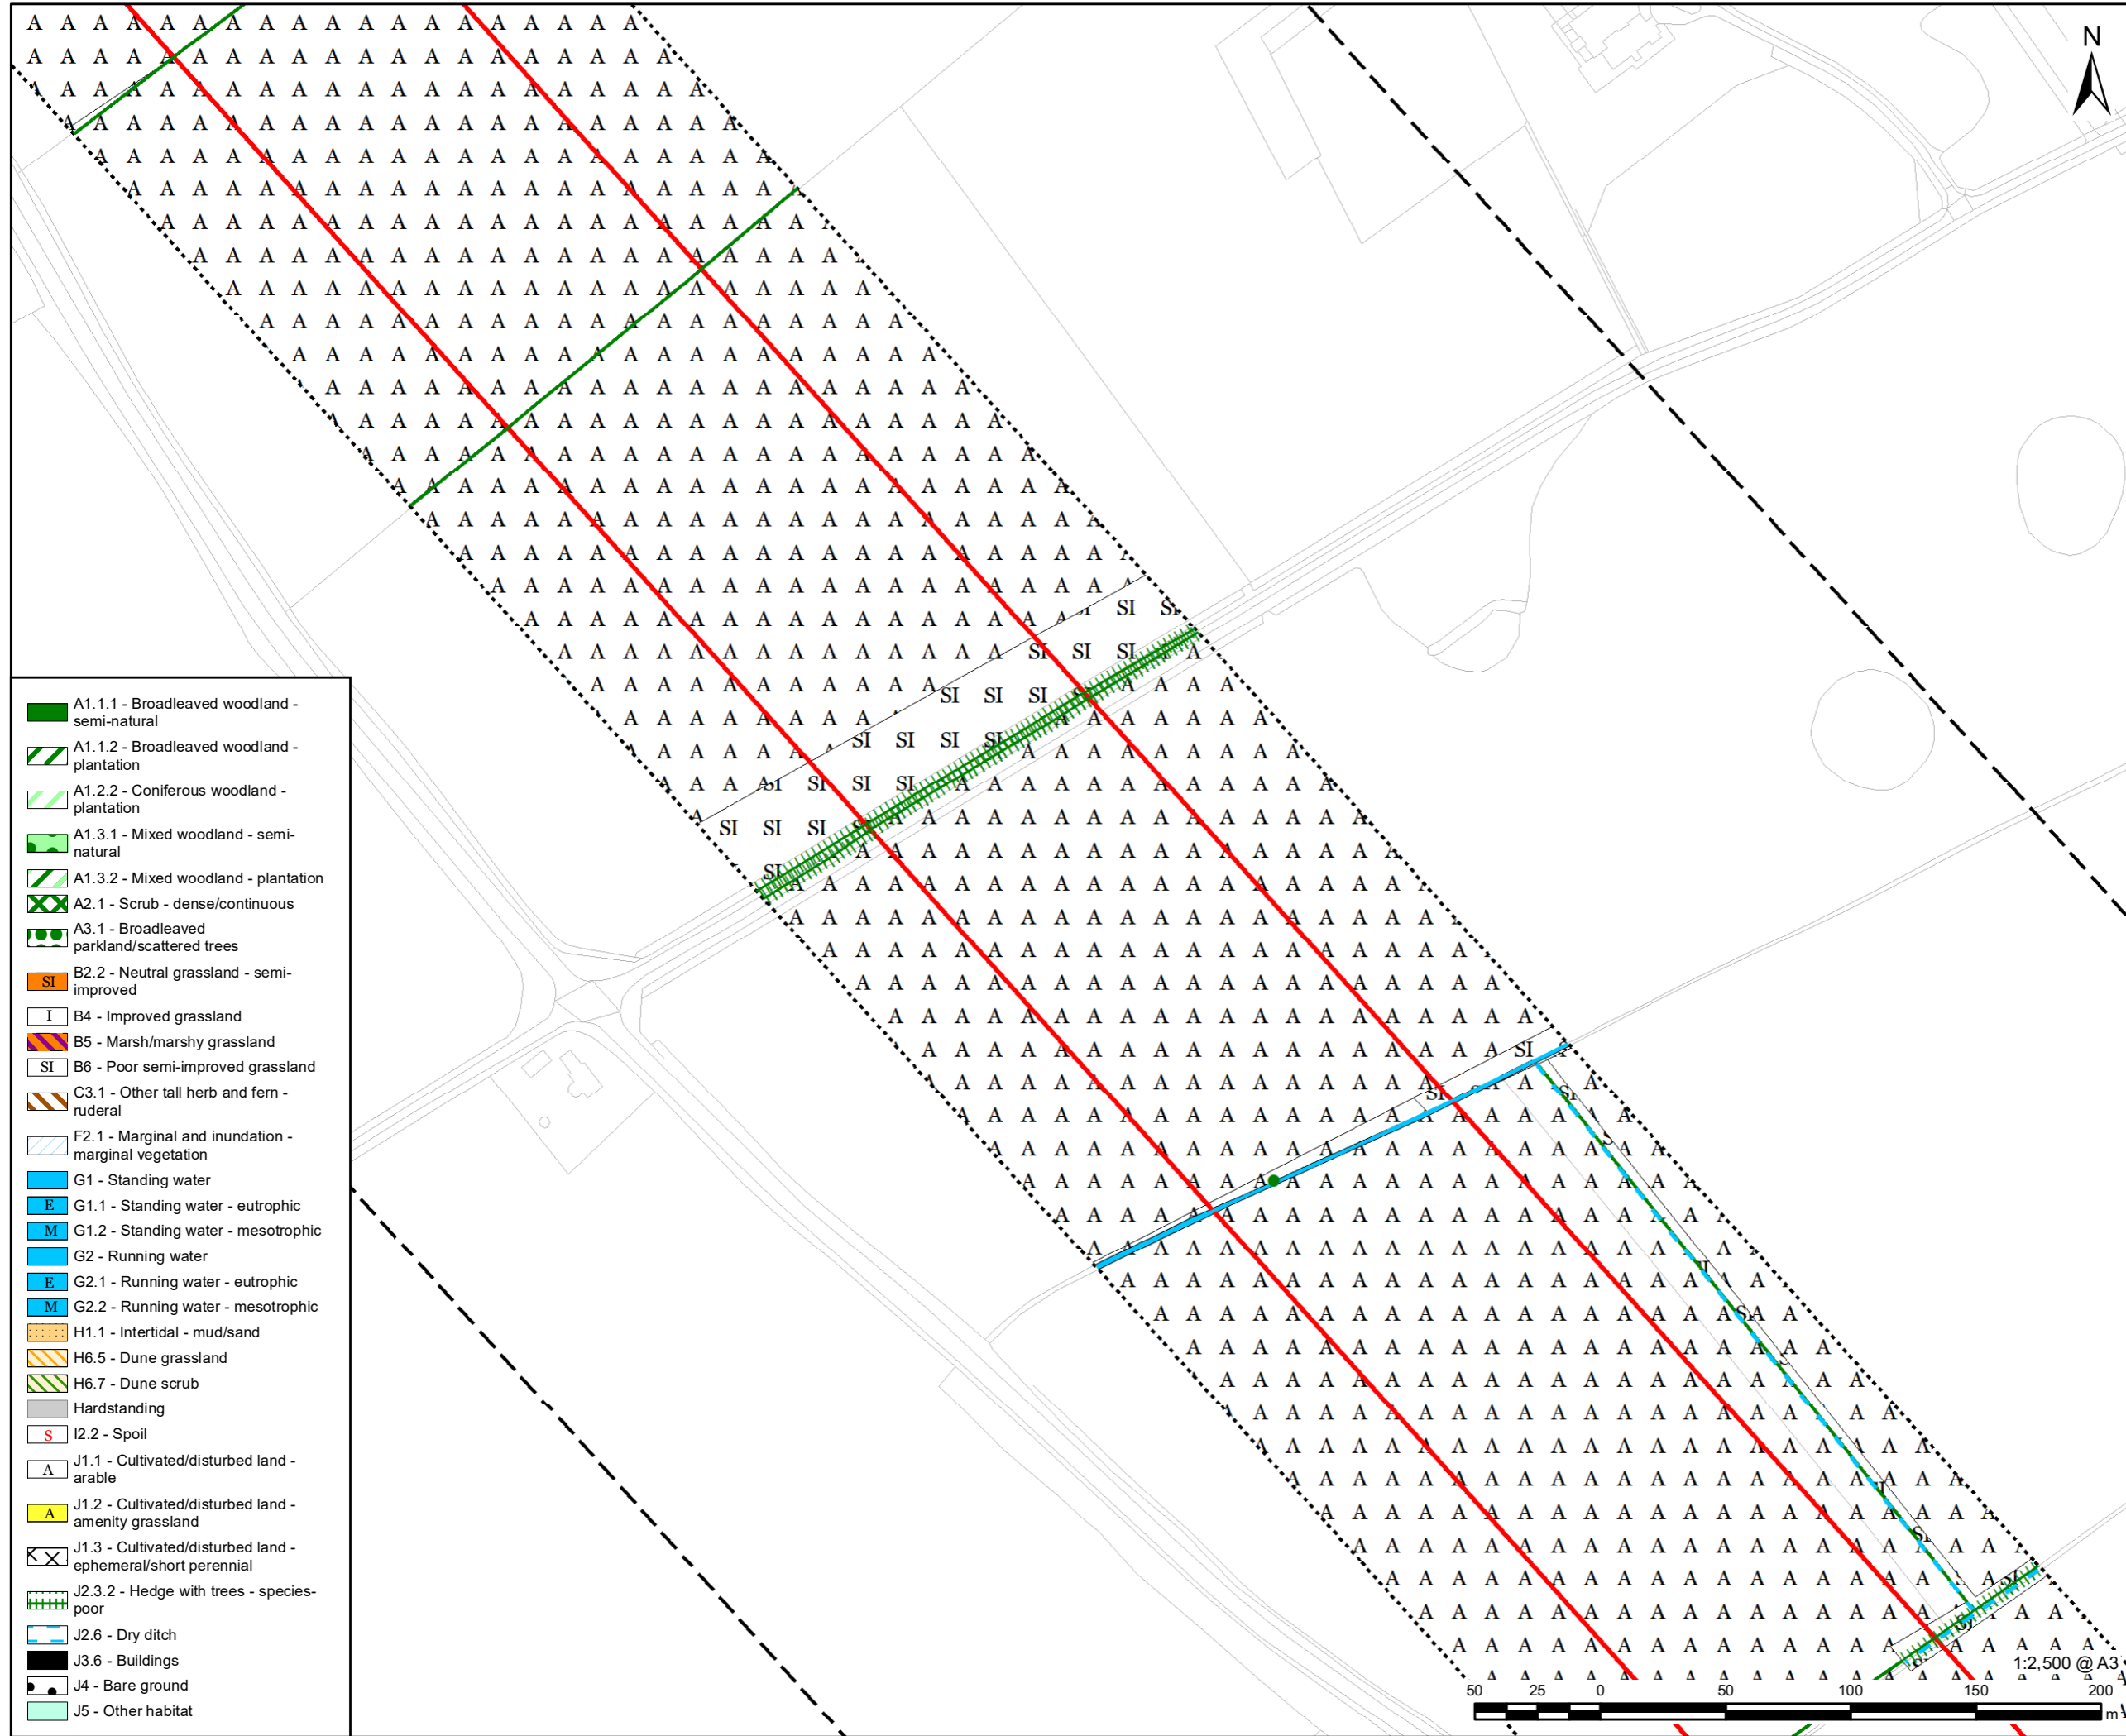 N
A1.1.1 - Broadleaved woodland -
semi-natural
A1.1.2 - Broadleaved woodland -
plantation
A1.2.2 - Coniferous woodland -
plantation
A1.3.1 - Mixed woodland - semi-
natural
A1.3.2 - Mixed woodland - plantation
A2.1 - Scrub - dense/continuous
A3.1 - Broadleaved
parkland/scattered trees
SI B2.2 - Neutral grassland - semi-
improved
I B4 - Improved grassland
B5 - Marsh/marshy grassland
SI B6 - Poor semi-improved grassland
C3.1 - Other tall herb and fern -
ruderal
F2.1 - Marginal and inundation -
marginal vegetation
G1 - Standing water
E G1.1 - Standing water - eutrophic
M G1.2 - Standing water - mesotrophic
G2 - Running water
E G2.1 - Running water - eutrophic
M G2.2 - Running water - mesotrophic
H1.1 - Intertidal - mud/sand
H6.5 - Dune grassland
H6.7 - Dune scrub
Hardstanding
S I2.2 - Spoil
A J1.1 - Cultivated/disturbed land -
arable
A J1.2 - Cultivated/disturbed land -
amenity grassland
J1.3 - Cultivated/disturbed land -
ephemeral/short perennial
J2.3.2 - Hedge with trees - species-
poor
J2.6 - Dry ditch
J3.6 - Buildings
J4 - Bare ground
J5 - Other habitat
1:2,500 @ A3
50 25 0 50 100 150 200
m